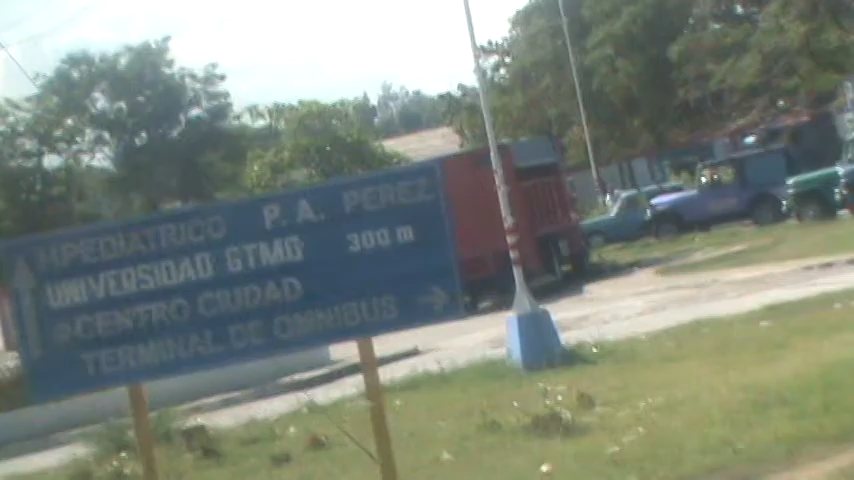 H.PEDIATRICO P. A. PEREZ
UNIVERSIDAD GTMO 300 m
CENTRO CIUDAD
TERMINAL DE OMNIBUS